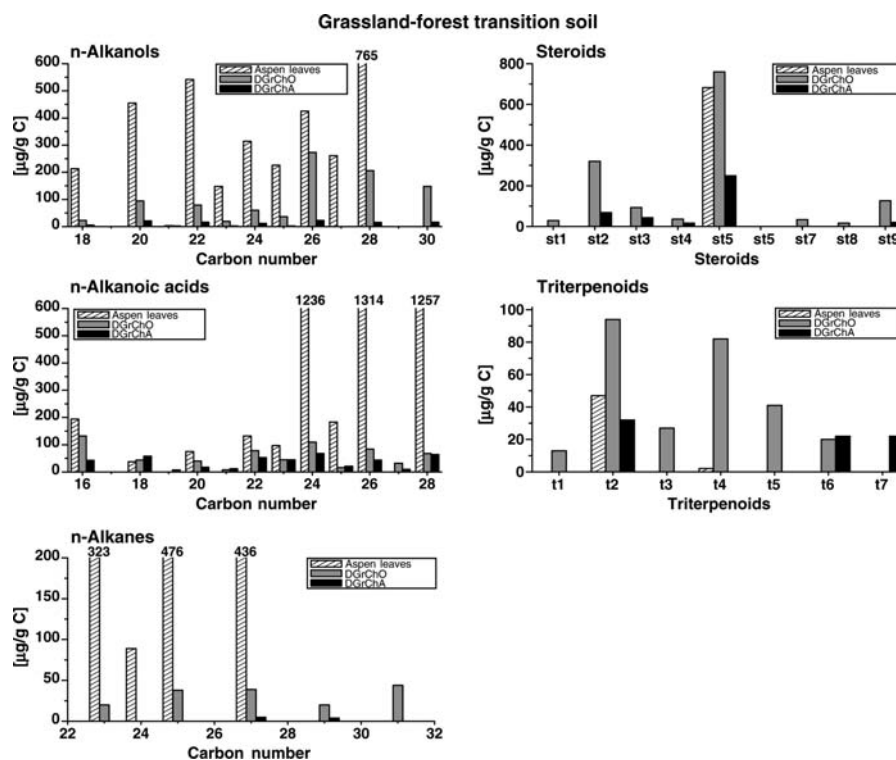 Grassland-forest transition soil
n-Alkanols
765
600
500
400
300
200
100
0
[µg/g C]
Aspen leaves
DGrChO
DGrChA
18 20 22 24 26 28 30
Carbon number
Steroids
800
600
400
200
0
[µg/g C]
Aspen leaves
DGrChO
DGrChA
st1 st2 st3 st4 st5 st5 st7 st8 st9
Steroids
n-Alkanoic acids
1236 1314 1257
600
500
400
300
200
100
0
[µg/g C]
Aspen leaves
DGrChO
DGrChA
16 18 20 22 24 26 28
Carbon number
Triterpenoids
100
80
60
40
20
0
[µg/g C]
Aspen leaves
DGrChO
DGrChA
t1 t2 t3 t4 t5 t6 t7
Triterpenoids
n-Alkanes
323 476 436
200
150
100
50
0
[µg/g C]
Aspen leaves
DGrChO
DGrChA
22 24 26 28 30 32
Carbon number